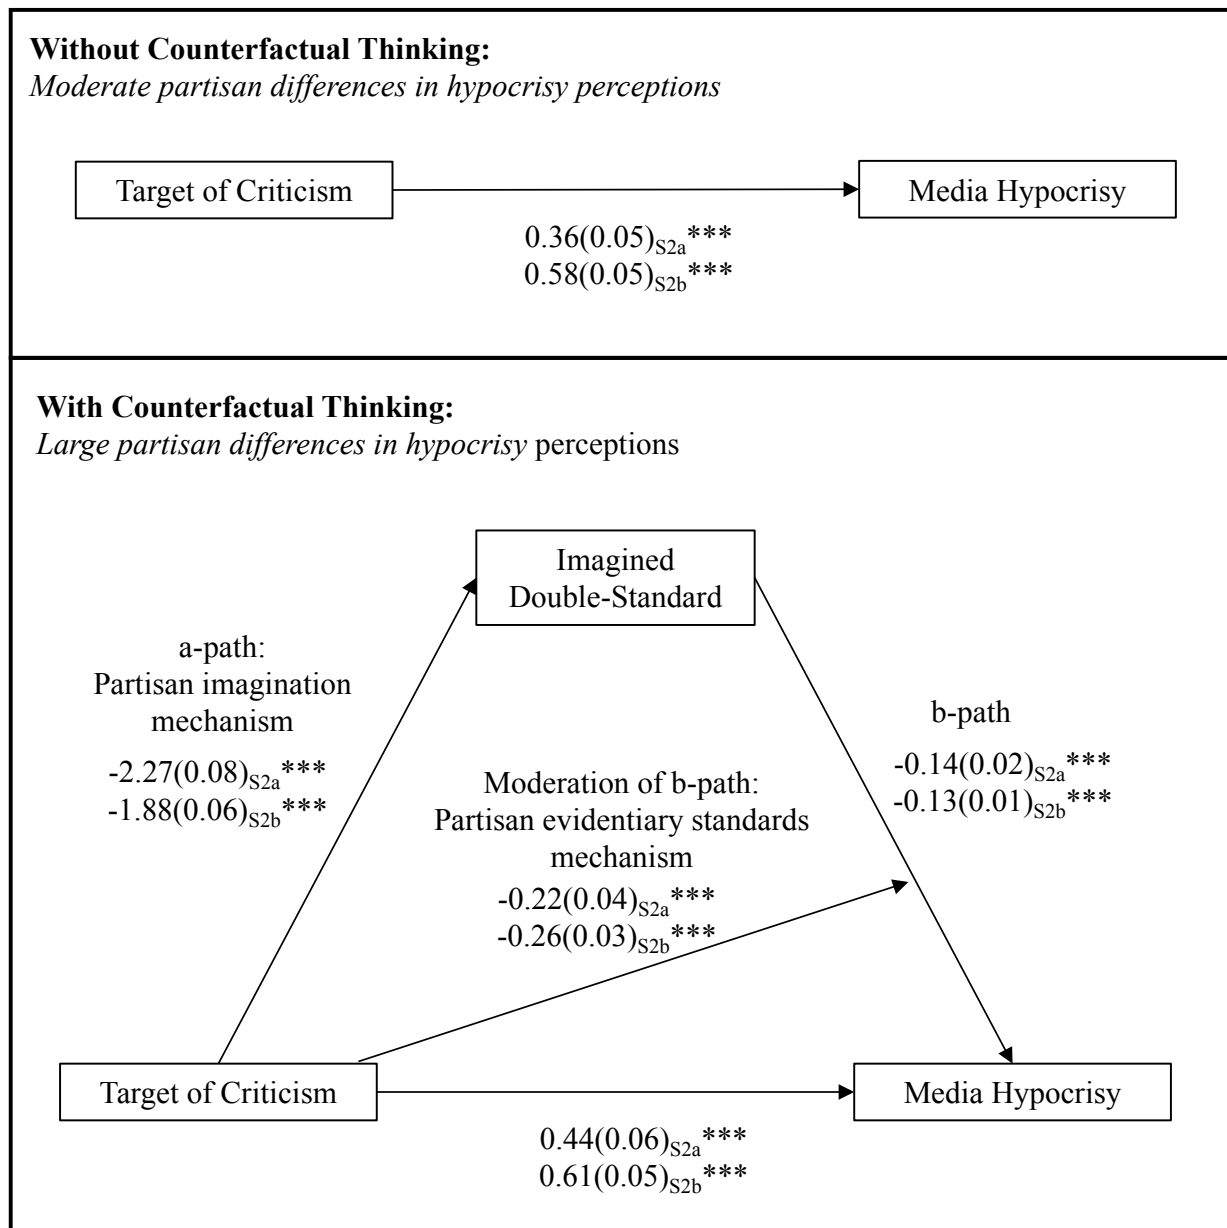 Without Counterfactual Thinking:
Moderate partisan differences in hypocrisy perceptions
Target of Criticism
Media Hypocrisy
0.36(0.05)S2a***
0.58(0.05)S2b***
With Counterfactual Thinking:
Large partisan differences in hypocrisy perceptions
Imagined
Double-Standard
a-path:
Partisan imagination
mechanism
-2.27(0.08)S2a***
-1.88(0.06)S2b***
Moderation of b-path:
Partisan evidentiary standards
mechanism
-0.22(0.04)S2a***
-0.26(0.03)S2b***
b-path
-0.14(0.02)S2a***
-0.13(0.01)S2b***
Target of Criticism
Media Hypocrisy
0.44(0.06)S2a***
0.61(0.05)S2b***